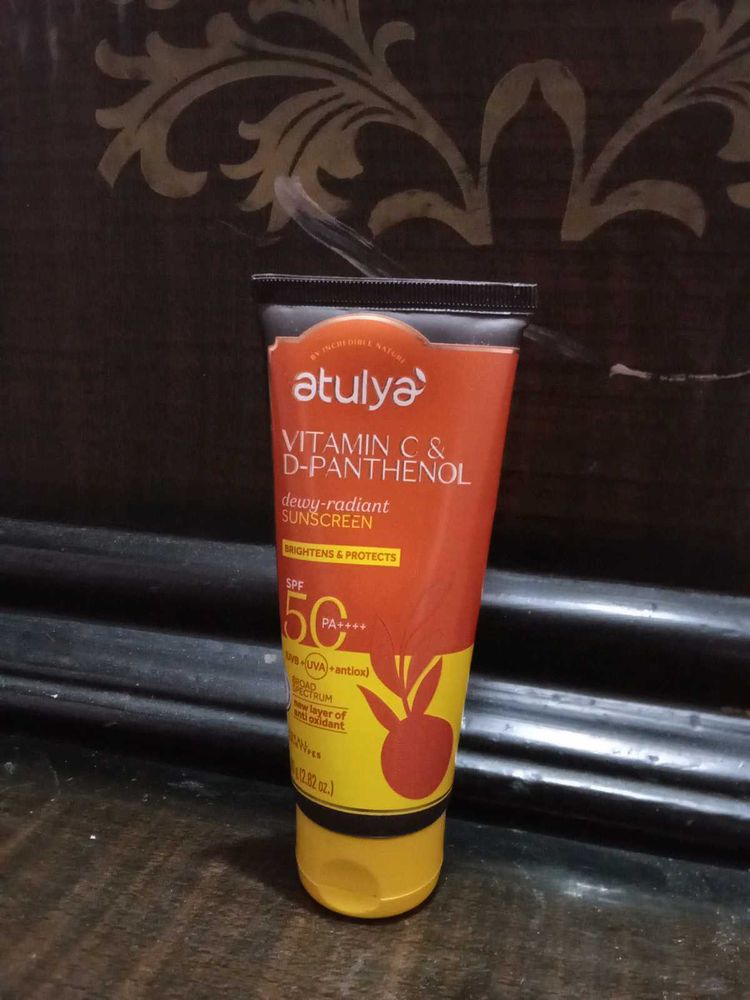 BY INCREDIBLE NATURE
atulya
VITAMIN C &
D-PANTHENOL
dewy-radiant
SUNSCREEN
BRIGHTENS & PROTECTS
SPF
50
PA++++
UVB + UVA + antiox)
BROAD
SPECTRUM
new layer of
anti oxidant
(2.82 oz.)